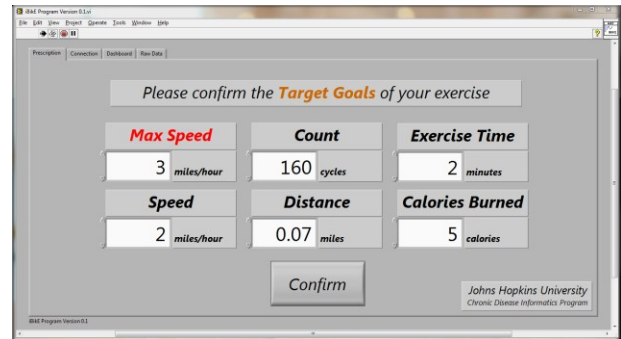 iBikE Program Version 0.1.vi
File Edit View Project Operate Tools Window Help
Prescription Connection Dashboard Raw Data
Please confirm the Target Goals of your exercise
Max Speed Count Exercise Time
3 miles/hour 160 cycles 2 minutes
Speed Distance Calories Burned
2 miles/hour 0.07 miles 5 calories
Confirm
Johns Hopkins University
Chronic Disease Informatics Program
iBikE Program Version 0.1